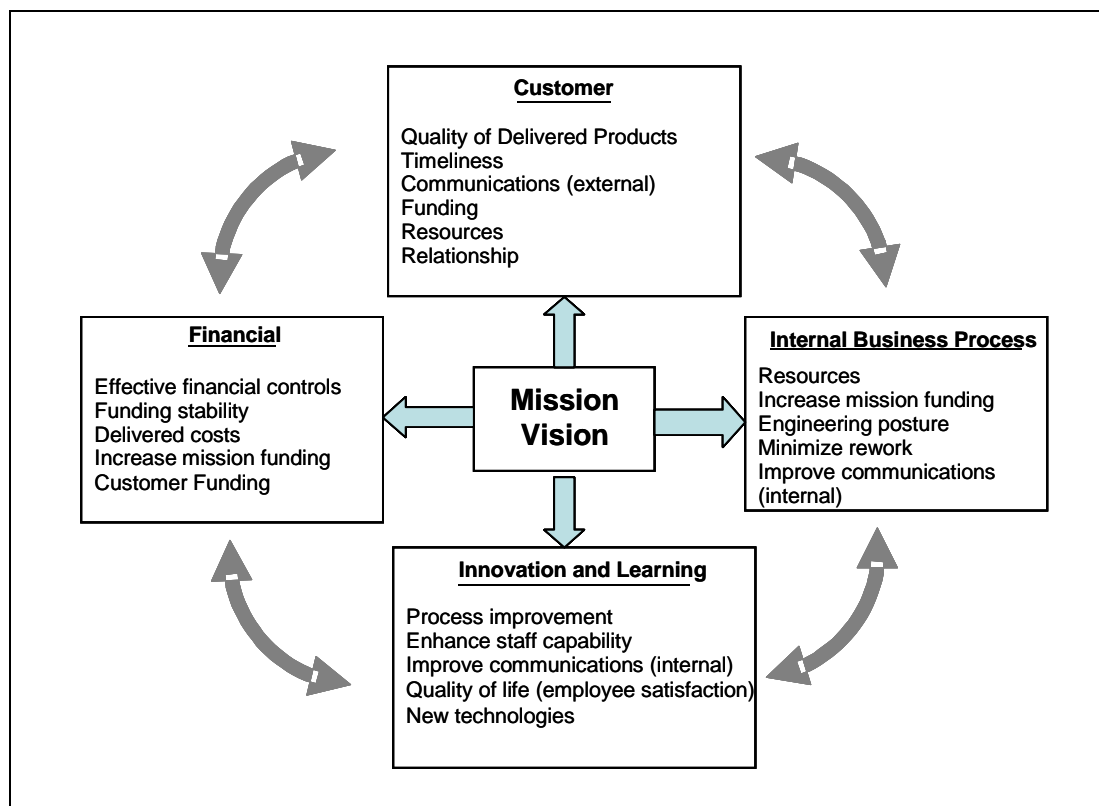 Customer
Quality of Delivered Products
Timeliness
Communications (external)
Funding
Resources
Relationship
Financial
Effective financial controls
Funding stability
Delivered costs
Increase mission funding
Customer Funding
Mission
Vision
Internal Business Process
Resources
Increase mission funding
Engineering posture
Minimize rework
Improve communications
(internal)
Innovation and Learning
Process improvement
Enhance staff capability
Improve communications (internal)
Quality of life (employee satisfaction)
New technologies